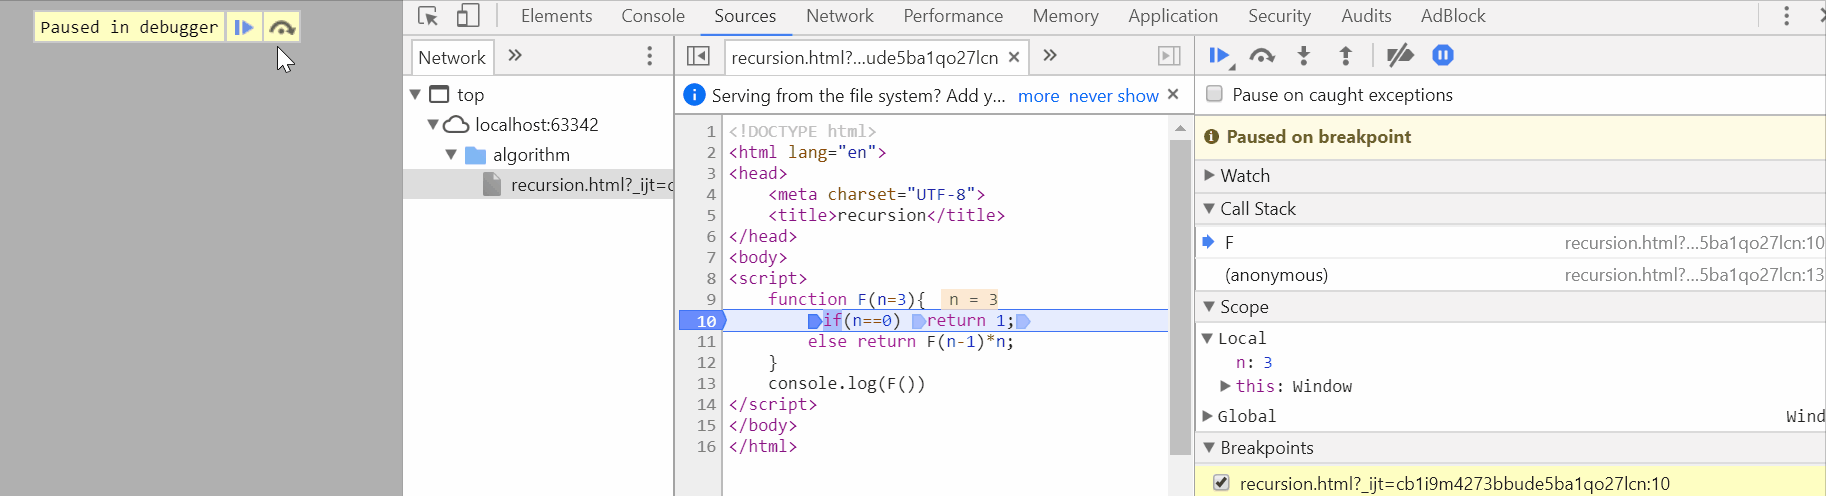 Paused in debugger
Elements Console Sources Network Performance Memory Application Security Audits AdBlock
Network »
top
localhost:63342
algorithm
recursion.html?_ijt=c
recursion.html?...ude5ba1qo27lcn × »
Serving from the file system? Add y... more never show ×
1 <!DOCTYPE html>
2 <html lang="en">
3 <head>
4 <meta charset="UTF-8">
5 <title>recursion</title>
6 </head>
7 <body>
8 <script>
9 function F(n=3){ n = 3
10 if(n==0) return 1;
11 else return F(n-1)*n;
12 }
13 console.log(F())
14 </script>
15 </body>
16 </html>
Pause on caught exceptions
Paused on breakpoint
Watch
Call Stack
F recursion.html?...5ba1qo27lcn:10
(anonymous) recursion.html?...5ba1qo27lcn:13
Scope
Local
n: 3
this: Window
Global Wind
Breakpoints
recursion.html?_ijt=cb1i9m4273bbude5ba1qo27lcn:10